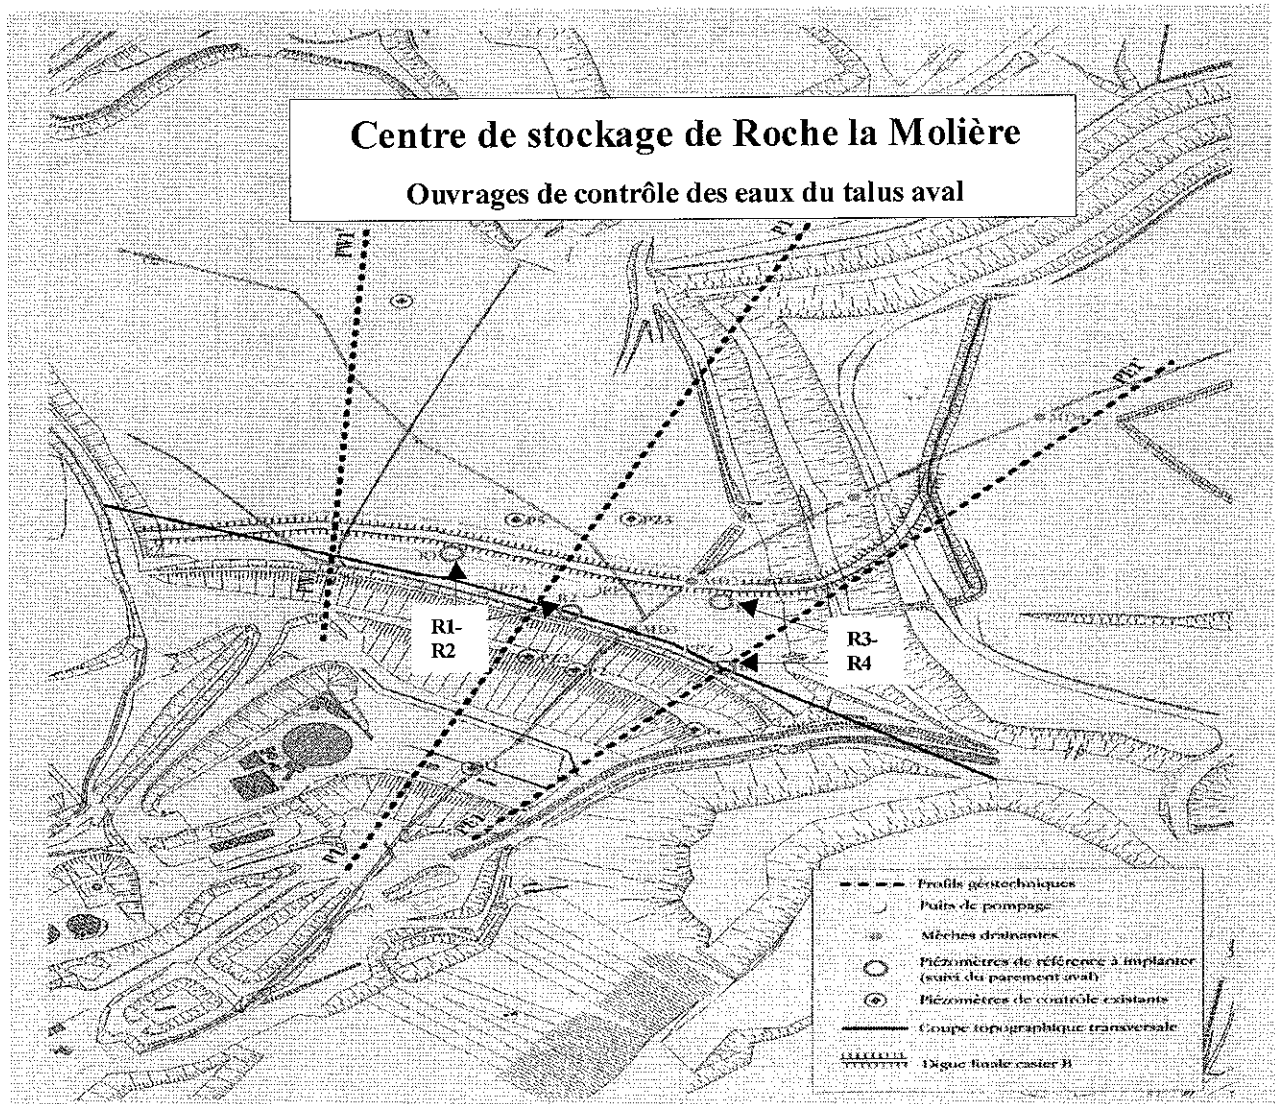 Centre de stockage de Roche la Molière
Ouvrages de contrôle des eaux du talus aval
P5
PZ3
R1-
R2
R3-
R4
Profils géotechniques
Puits de pompage
Mèches drainantes
Piézomètres de référence à implanter
(suivi du parement aval)
Piézomètres de contrôle existants
Coupe topographique transversale
Digue finale casier B